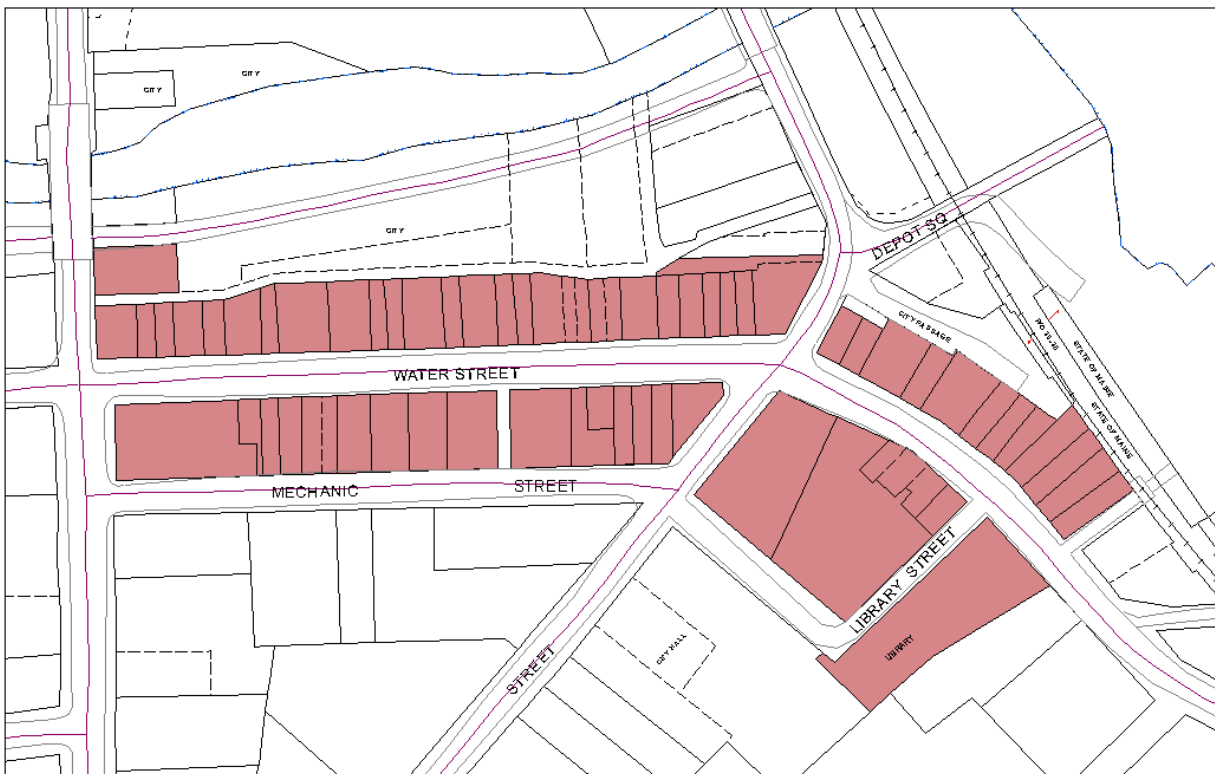 CITY
CITY
CITY
DEPOT SQ
CITY PASSAGE
STATE OF MAINE
STATE OF MAINE
WATER STREET
MECHANIC STREET
LIBRARY STREET
LIBRARY
CITY HALL
STREET